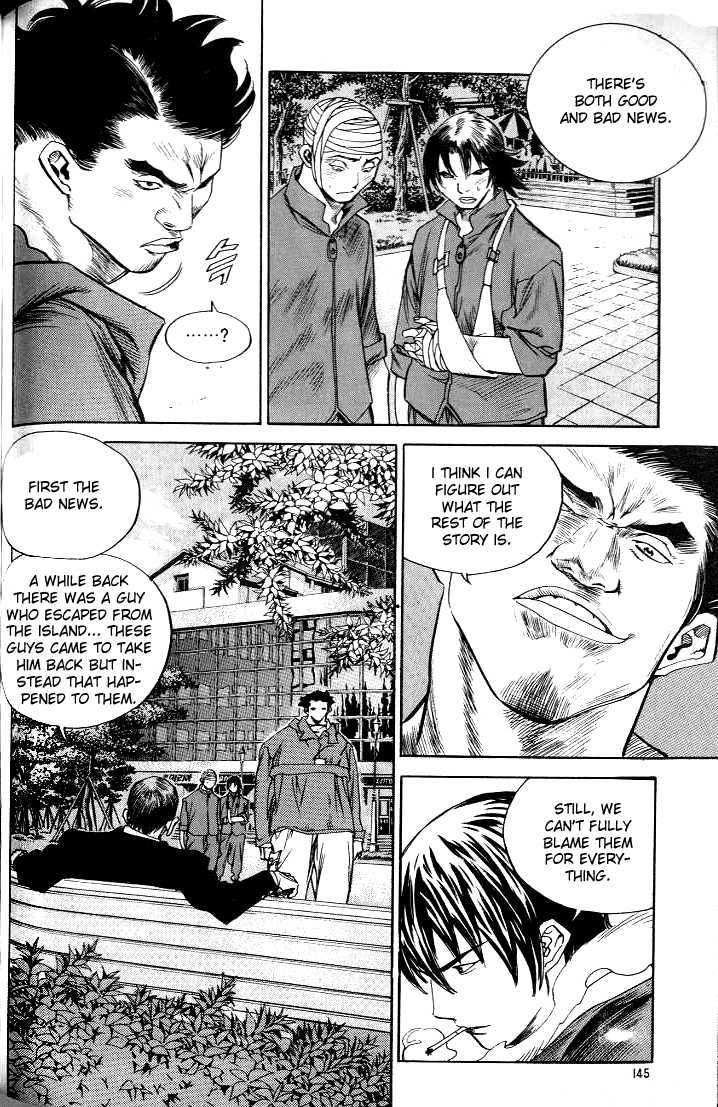 ......?
THERE'S
BOTH GOOD
AND BAD NEWS.
FIRST THE
BAD NEWS.
A WHILE BACK
THERE WAS A GUY
WHO ESCAPED FROM
THE ISLAND... THESE
GUYS CAME TO TAKE
HIM BACK BUT IN-
STEAD THAT HAP-
PENED TO THEM.
I THINK I CAN
FIGURE OUT
WHAT THE
REST OF THE
STORY IS.
STILL, WE
CAN'T FULLY
BLAME THEM
FOR EVERY-
THING.
145